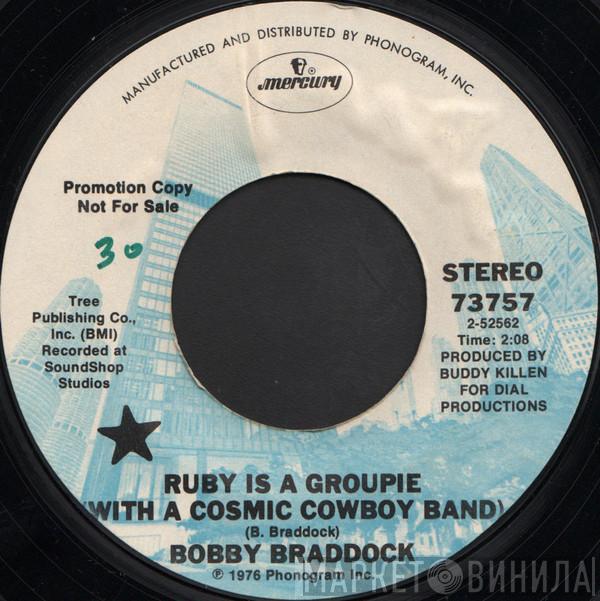 MANUFACTURED AND DISTRIBUTED BY PHONOGRAM, INC.
mercury
Promotion Copy
Not For Sale
30
Tree
Publishing Co.,
Inc. (BMI)
Recorded at
SoundShop
Studios
STEREO
73757
2-52562
Time: 2:08
PRODUCED BY
BUDDY KILLEN
FOR DIAL
PRODUCTIONS
RUBY IS A GROUPIE
(WITH A COSMIC COWBOY BAND)
(B. Braddock)
BOBBY BRADDOCK
℗ 1976 Phonogram Inc.
МАРКЕТ ВИНИЛА